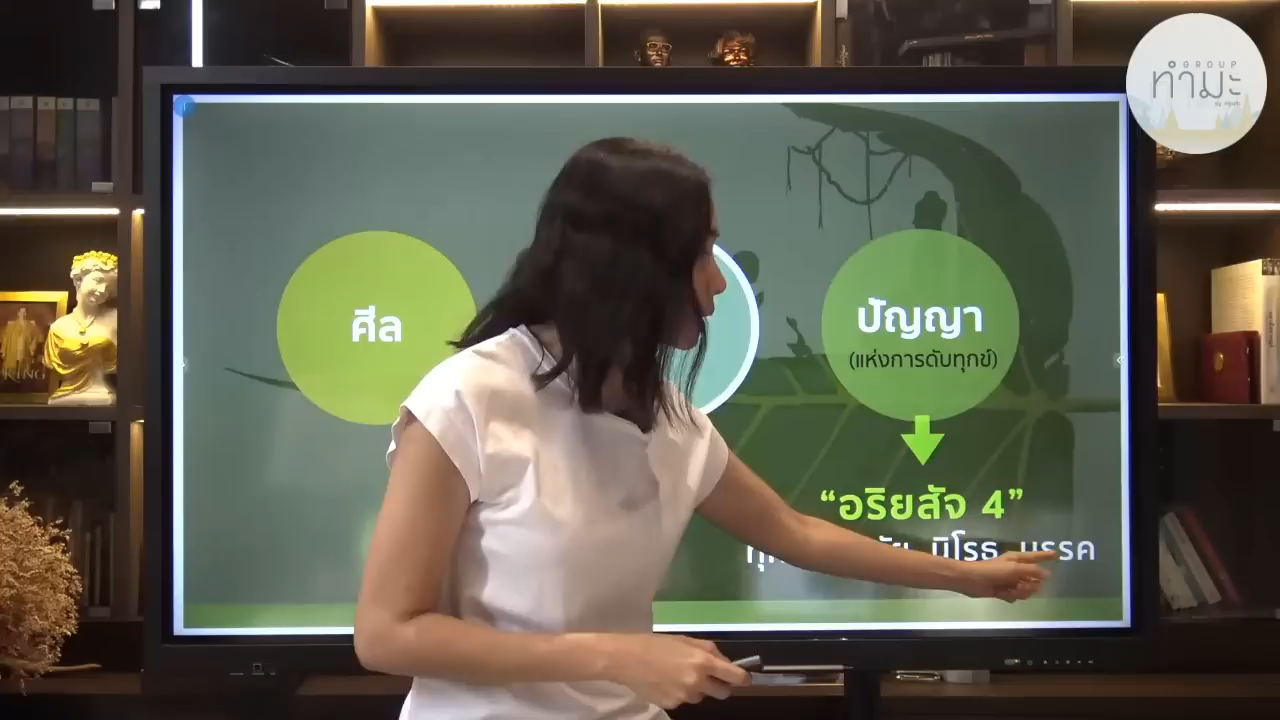 GROUP
ทำมะ
ศีล
ปัญญา
(แห่งการดับทุกข์)
“อริยสัจ 4”
นิโรธ มรรค
KING